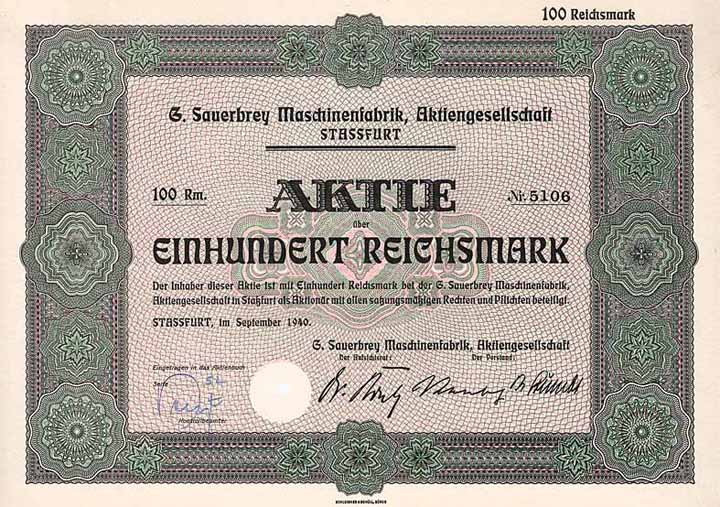 100 Reichsmark
G. Sauerbrey Maschinenfabrik, Aktiengesellschaft
STASSFURT
AKTIE
100 Rm.
Nr. 5106
über
EINHUNDERT REICHSMARK
Der Inhaber dieser Aktie ist mit Einhundert Reichsmark bei der G. Sauerbrey Maschinenfabrik,
Aktiengesellschaft in Staßfurt als Aktionär mit allen satzungsmäßigen Rechten und Pflichten beteiligt.
STASSFURT, im September 1940.
G. Sauerbrey Maschinenfabrik, Aktiengesellschaft
Der Aufsichtsrat:
Der Vorstand:
Eingetragen in das Aktienbuch
Seite 52
Kontrollbeamter